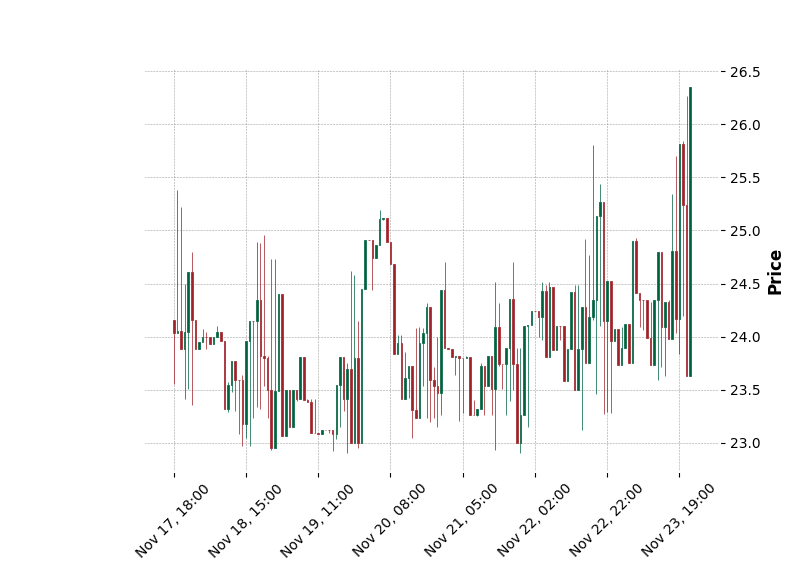 26.5
26.0
25.5
25.0
24.5
24.0
23.5
23.0
Price
Nov 17, 18:00
Nov 18, 15:00
Nov 19, 11:00
Nov 20, 08:00
Nov 21, 05:00
Nov 22, 02:00
Nov 22, 22:00
Nov 23, 19:00